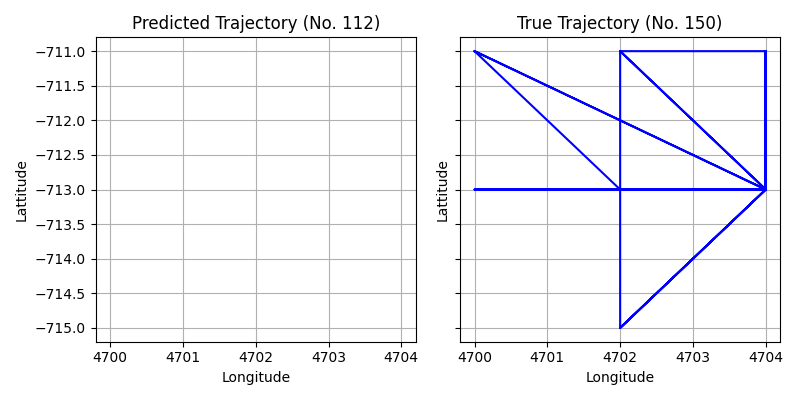 Predicted Trajectory (No. 112)
Lattitude
−711.0
−711.5
−712.0
−712.5
−713.0
−713.5
−714.0
−714.5
−715.0
4700 4701 4702 4703 4704
Longitude
True Trajectory (No. 150)
Lattitude
4700 4701 4702 4703 4704
Longitude